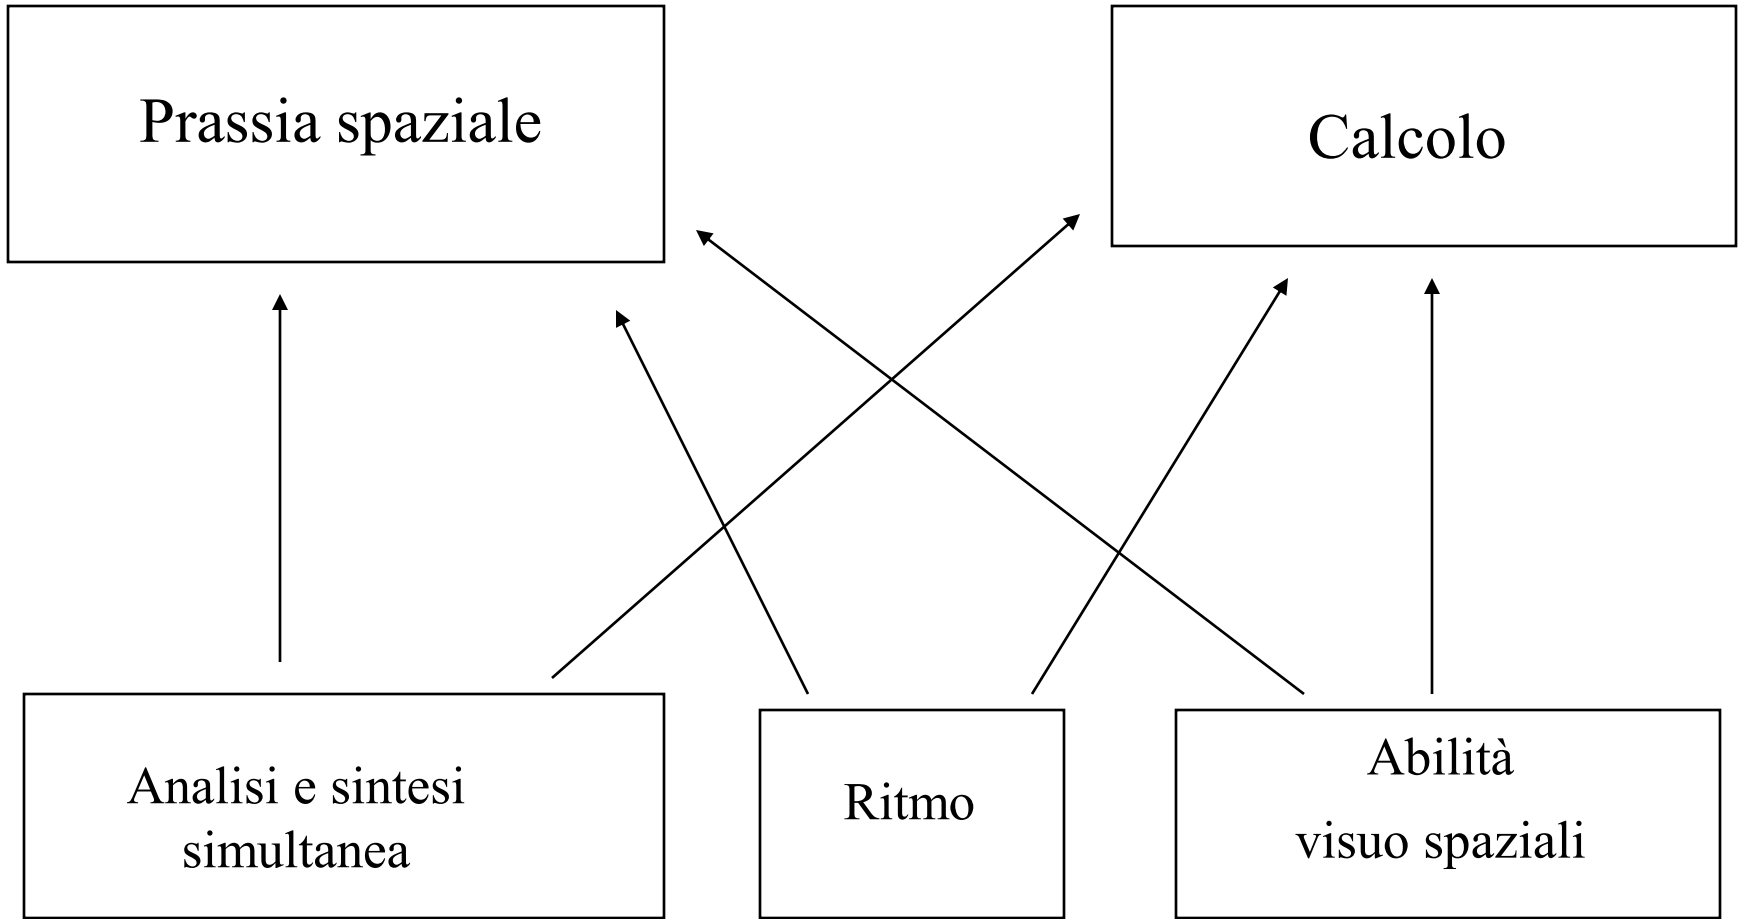 Prassia spaziale
Calcolo
Analisi e sintesi
simultanea
Ritmo
Abilità
visuo spaziali